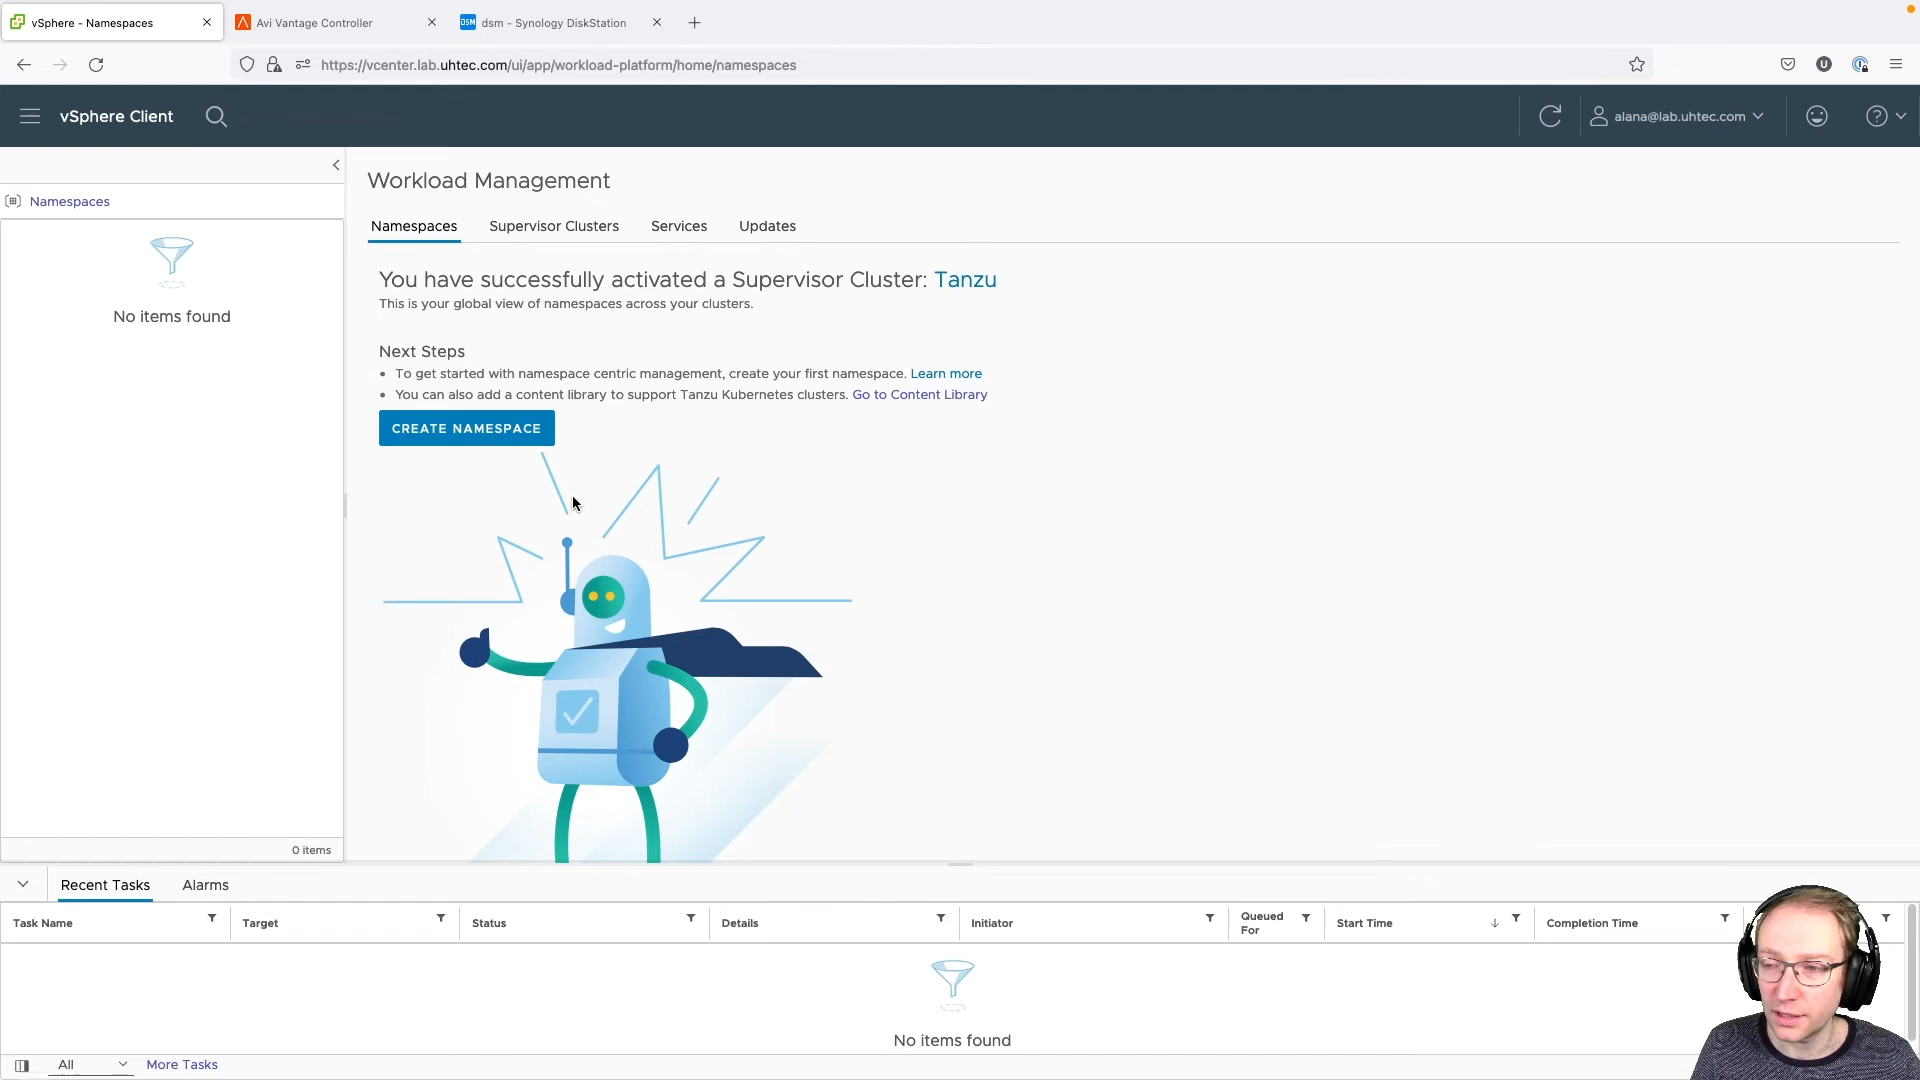 vSphere - Namespaces
Avi Vantage Controller
DSM
dsm - Synology DiskStation
https://vcenter.lab.uhtec.com/ui/app/workload-platform/home/namespaces
U
vSphere Client
alana@lab.uhtec.com
Namespaces
No items found
0 items
Workload Management
Namespaces
Supervisor Clusters
Services
Updates
You have successfully activated a Supervisor Cluster: Tanzu
This is your global view of namespaces across your clusters.
Next Steps
• To get started with namespace centric management, create your first namespace. Learn more
• You can also add a content library to support Tanzu Kubernetes clusters. Go to Content Library
CREATE NAMESPACE
Recent Tasks
Alarms
Task Name
Target
Status
Details
Initiator
Queued
For
Start Time
Completion Time
No items found
All
More Tasks